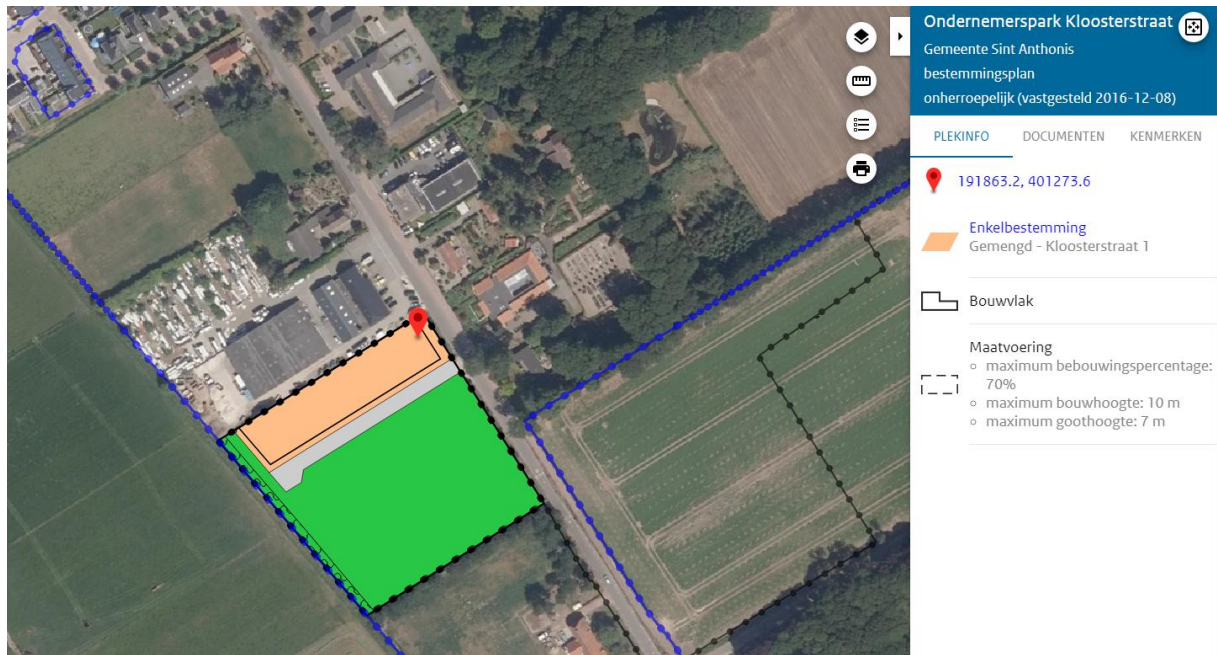 Ondernemerspark Kloosterstraat
Gemeente Sint Anthonis
bestemmingsplan
onherroepelijk (vastgesteld 2016-12-08)
PLEKINFO DOCUMENTEN KENMERKEN
191863.2, 401273.6
Enkelbestemming
Gemengd - Kloosterstraat 1
Bouwvlak
Maatvoering
maximum bebouwingspercentage:
70%
maximum bouwhoogte: 10 m
maximum goothoogte: 7 m